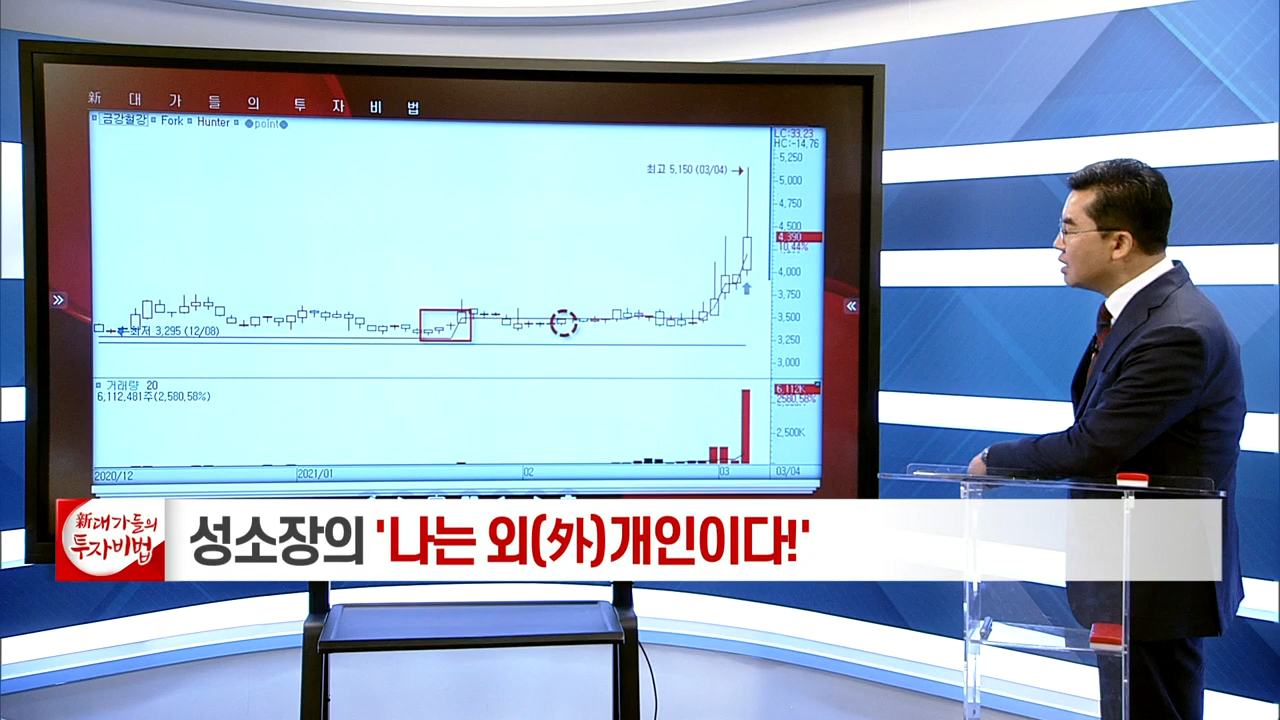 新 대 가 들 의 투 자 비 법
금강철강 Fork Hunter point
LC:33,23
HC:-14,76
최고 5,150 (03/04)
5,250
5,000
4,750
4,500
4,390
10,44%
4,000
3,750
3,500
3,250
3,000
최저 3,295 (12/08)
거래량 20
6,112,481주(2,580,58%)
6,112K
2580,58%
2,500K
2020/12 2021/01 02 03 03/04
新대가들의
투자비법
성소장의 '나는 외(外)개인이다!'